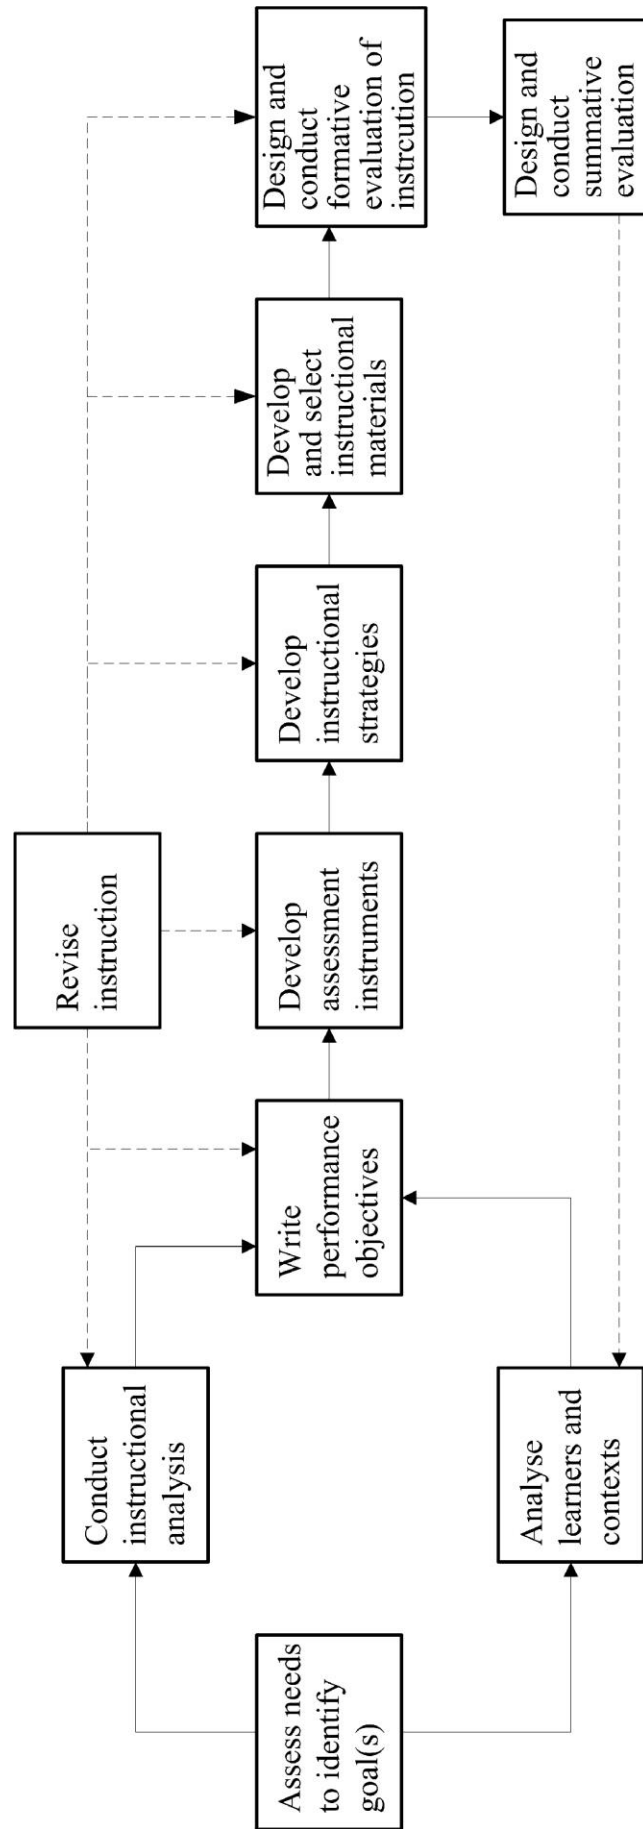 Assess needs
to identify
goal(s)
Conduct
instructional
analysis
Analyse
learners and
contexts
Write
performance
objectives
Revise
instruction
Develop
assessment
instruments
Develop
instructional
strategies
Develop
and select
instructional
materials
Design and
conduct
formative
evaluation of
instrcution
Design and
conduct
summative
evaluation